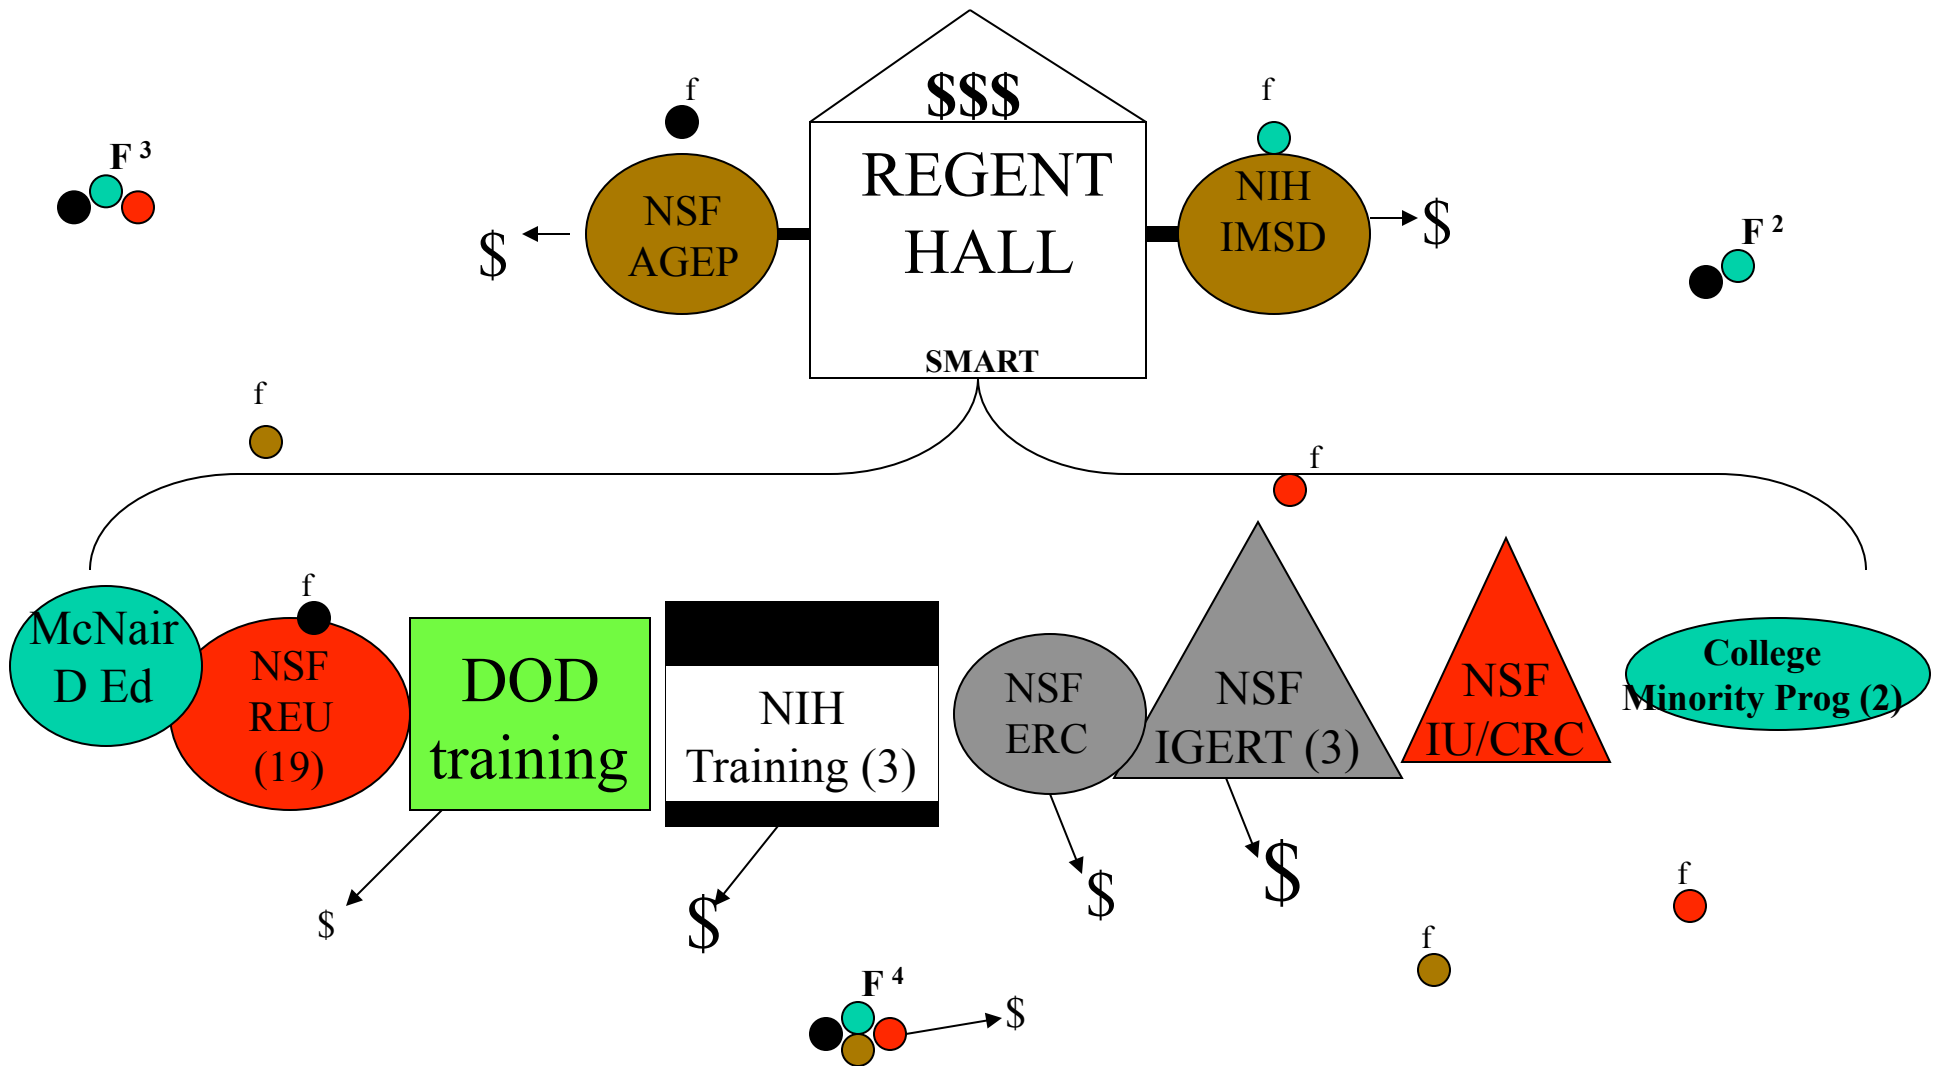 $$$
f
f
REGENT
HALL
F 3
NSF
AGEP
NIH
IMSD
$
$
F 2
SMART
f
f
f
McNair
D Ed
NSF
REU
(19)
DOD
training
NIH
Training (3)
NSF
ERC
NSF
IGERT (3)
NSF
IU/CRC
College
Minority Prog (2)
$
$
$
$
f
f
F 4
$